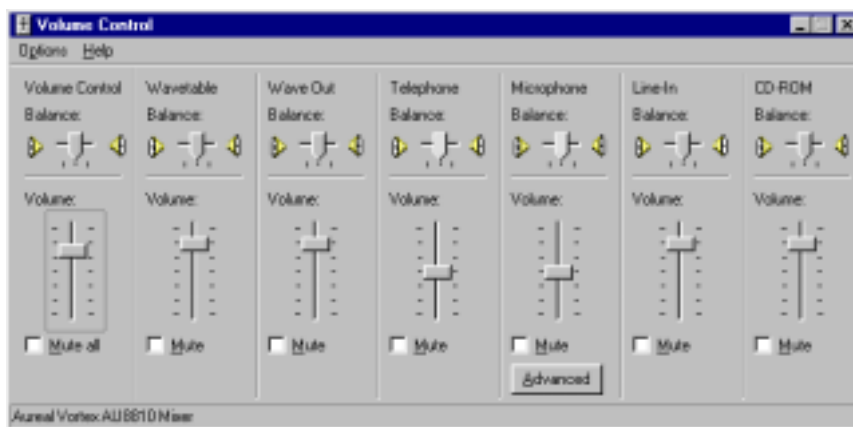 Volume Control
Options Help
Volume Control Wavetable Wave Out Telephone Microphone Line-In CD-ROM
Balance: Balance: Balance: Balance: Balance: Balance: Balance:
Volume: Volume: Volume: Volume: Volume: Volume: Volume:
Mute all Mute Mute Mute Mute Mute Mute
Advanced
Aureal Vortex AU8810 Mixer